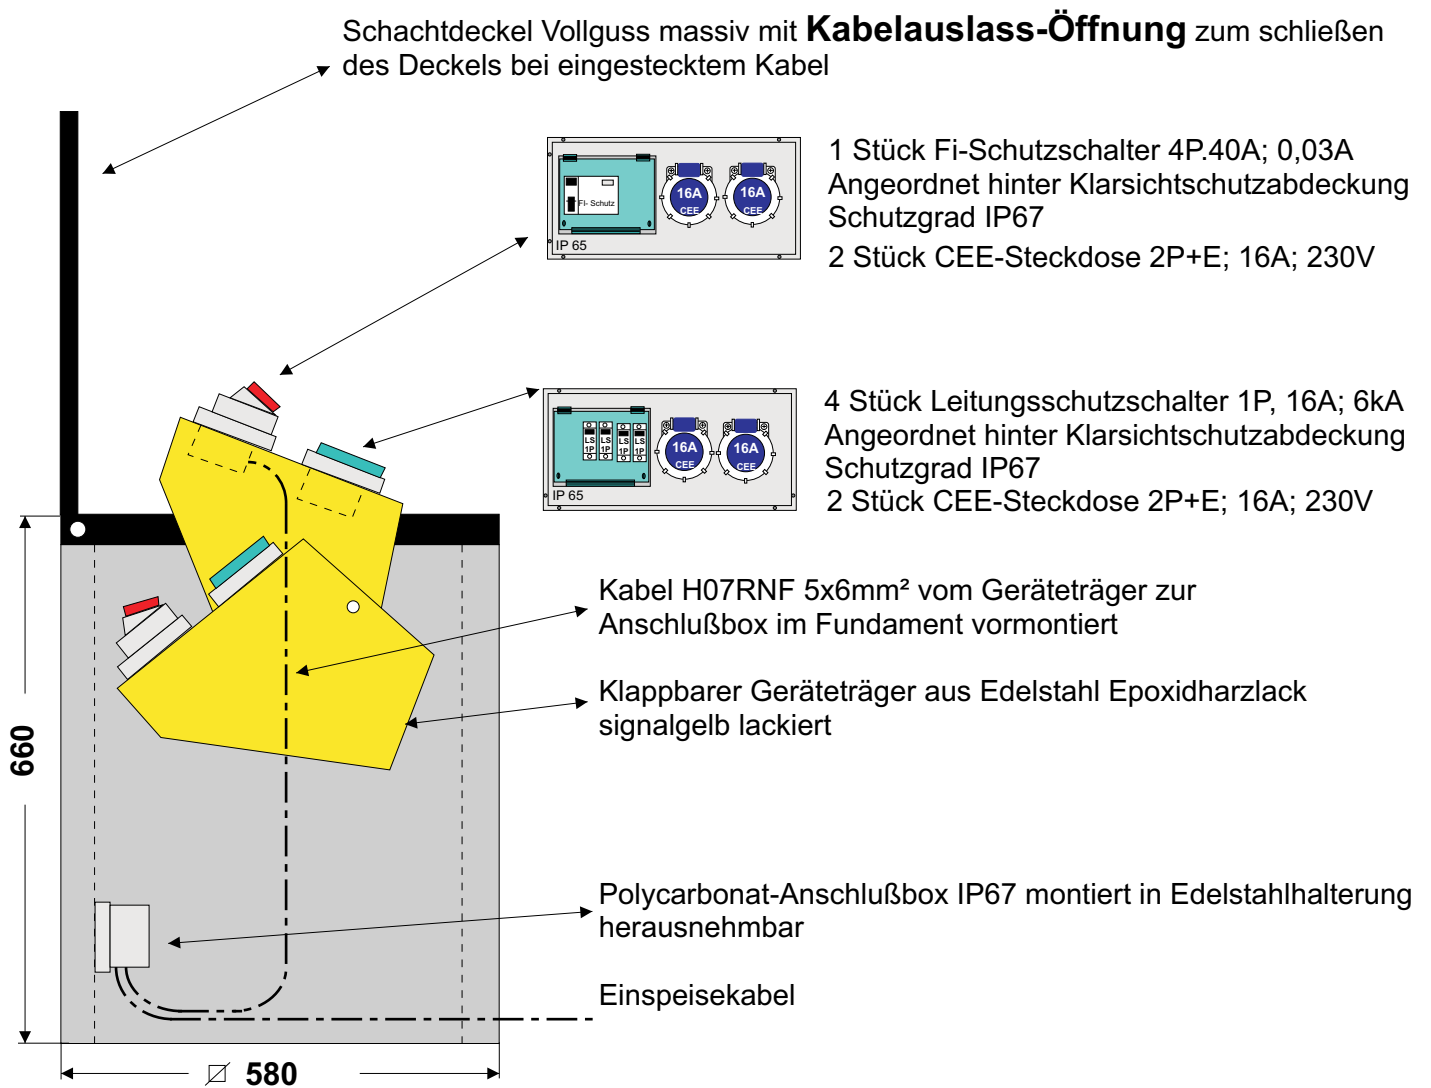 Schachtdeckel Vollguss massiv mit Kabelauslass-Öffnung zum schließen
des Deckels bei eingestecktem Kabel
1 Stück Fi-Schutzschalter 4P.40A; 0,03A
Angeordnet hinter Klarsichtschutzabdeckung
Schutzgrad IP67
2 Stück CEE-Steckdose 2P+E; 16A; 230V
FI- Schutz
16A
CEE
16A
CEE
IP 65
4 Stück Leitungsschutzschalter 1P, 16A; 6kA
Angeordnet hinter Klarsichtschutzabdeckung
Schutzgrad IP67
2 Stück CEE-Steckdose 2P+E; 16A; 230V
LS
1P
LS
1P
LS
1P
LS
1P
16A
CEE
16A
CEE
IP 65
Kabel H07RNF 5x6mm² vom Geräteträger zur
Anschlußbox im Fundament vormontiert
Klappbarer Geräteträger aus Edelstahl Epoxidharzlack
signalgelb lackiert
660
Polycarbonat-Anschlußbox IP67 montiert in Edelstahlhalterung
herausnehmbar
Einspeisekabel
580